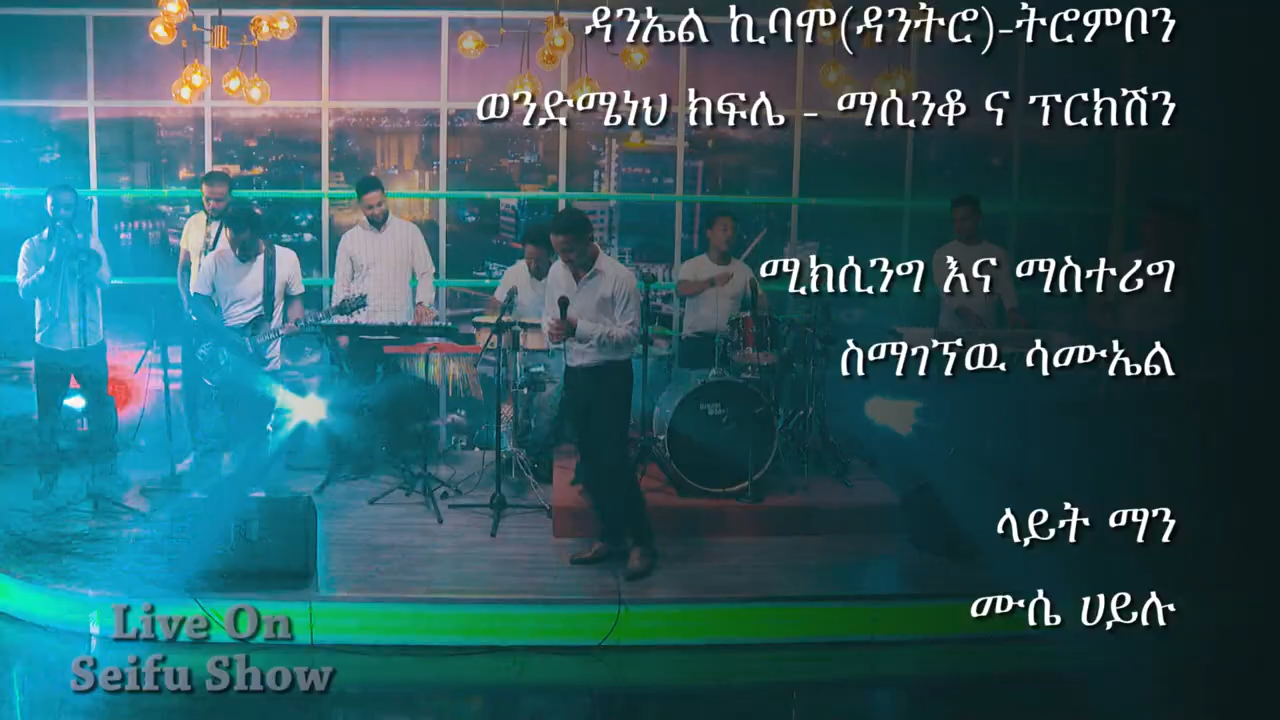 ዳንኤል ኪባሞ(ዳንትሮ)-ትሮምቦን
ወንድሜነህ ክፍሌ - ማሲንቆ ና ፐርክሽን
ሚክሲንግ እና ማስተሪግ
ስማገኘዉ ሳሙኤል
ላይት ማን
ሙሴ ሀይሉ
Live On
Seifu Show